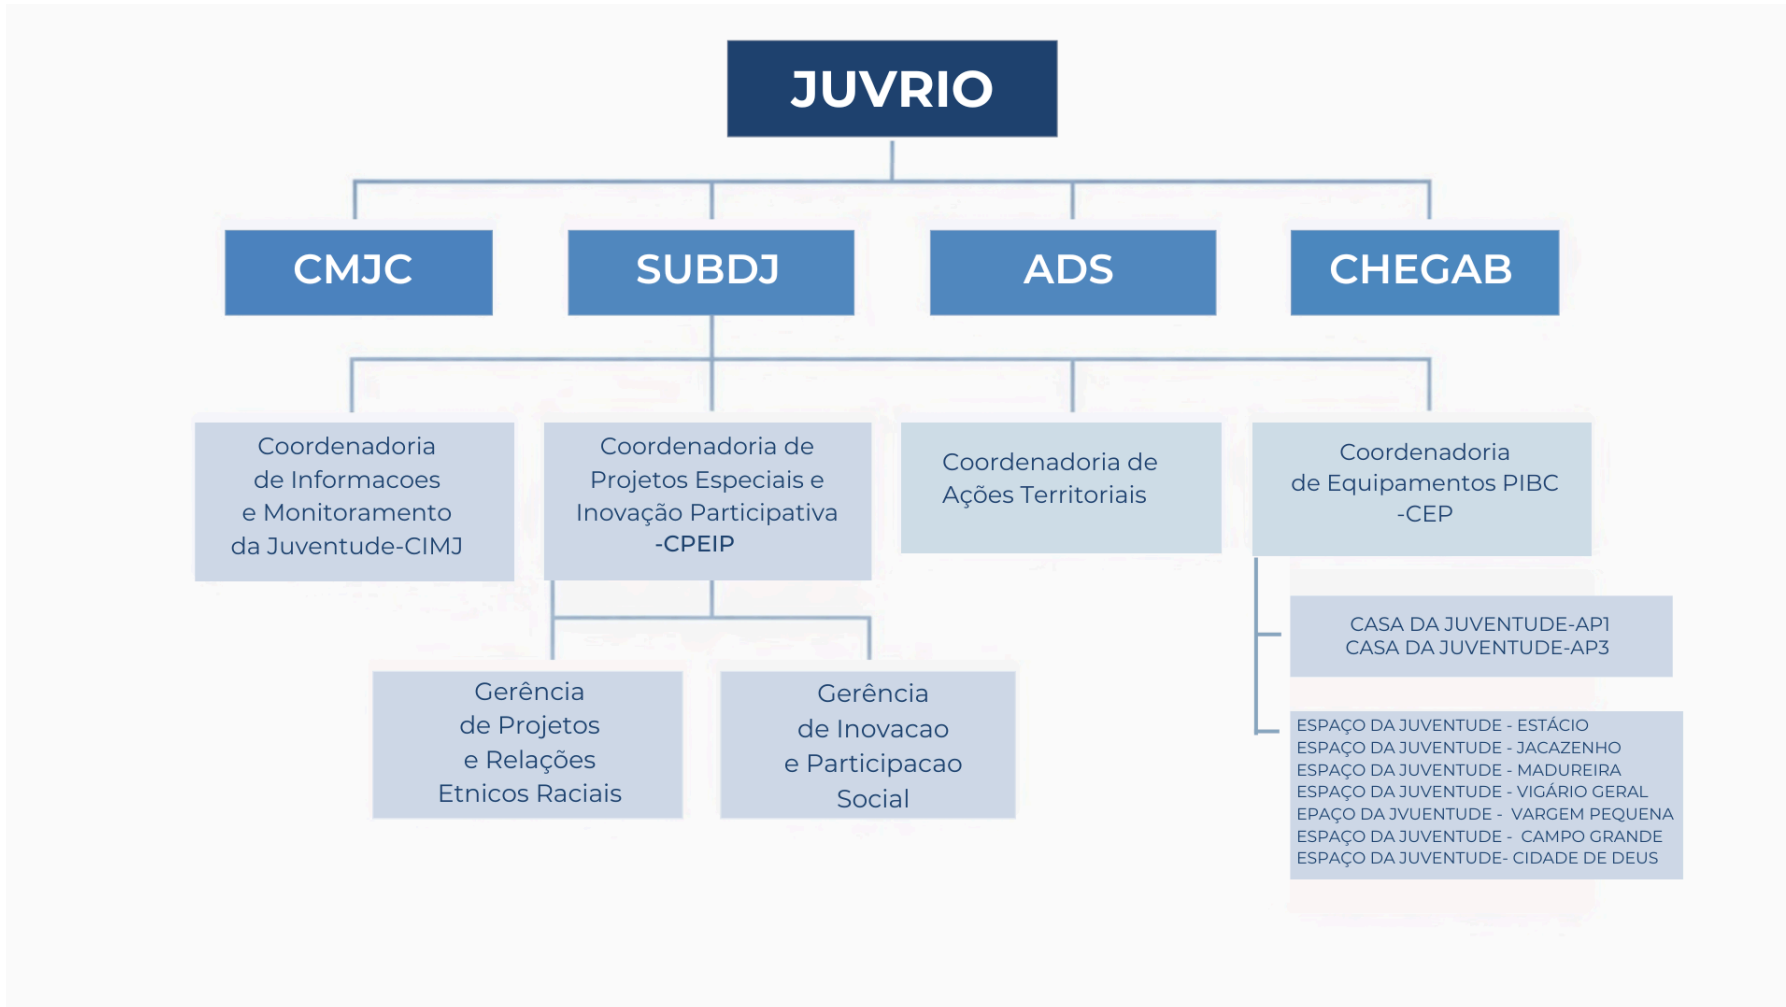 JUVRIO
CMJC
SUBDJ
ADS
CHEGAB
Coordenadoria
de Informacoes
e Monitoramento
da Juventude-CIMJ
Coordenadoria de
Projetos Especiais e
Inovação Participativa
-CPEIP
Coordenadoria de
Ações Territoriais
Coordenadoria
de Equipamentos PIBC
-CEP
Gerência
de Projetos
e Relações
Etnicos Raciais
Gerência
de Inovacao
e Participacao
Social
CASA DA JUVENTUDE-AP1
CASA DA JUVENTUDE-AP3
ESPAÇO DA JUVENTUDE - ESTÁCIO
ESPAÇO DA JUVENTUDE - JACAZENHO
ESPAÇO DA JUVENTUDE - MADUREIRA
ESPAÇO DA JUVENTUDE - VIGÁRIO GERAL
EPAÇO DA JVUENTUDE - VARGEM PEQUENA
ESPAÇO DA JUVENTUDE - CAMPO GRANDE
ESPAÇO DA JUVENTUDE- CIDADE DE DEUS